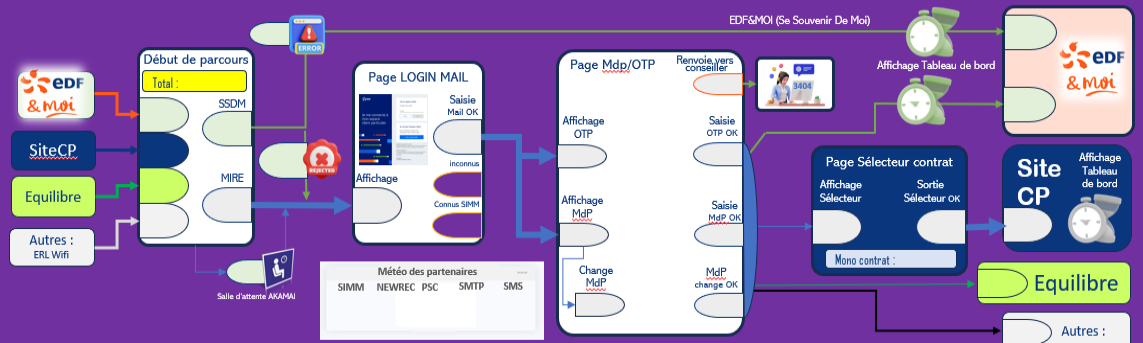 EDF&MOI (Se Souvenir De Moi)
ERROR
Affichage Tableau de bord
edf
& moi
SiteCP
Equilibre
Autres :
ERL Wifi
Début de parcours
Total :
SSDM
MIRE
Salle d'attente AKAMAI
REJECTED
Page LOGIN MAIL
Saisie
Mail OK
inconnus
Affichage
Connus SIMM
Météo des partenaires
SIMM NEWREC PSC SMTP SMS
Page Mdp/OTP
Renvoie vers
conseiller
3404
Affichage
OTP
Saisie
OTP OK
Affichage
MdP
Saisie
MdP OK
Change
MdP
MdP
change OK
Page Sélecteur contrat
Affichage
Sélecteur
Sortie
Sélecteur OK
Mono contrat :
edf
& moi
Site
CP
Affichage
Tableau
de bord
Equilibre
Autres :